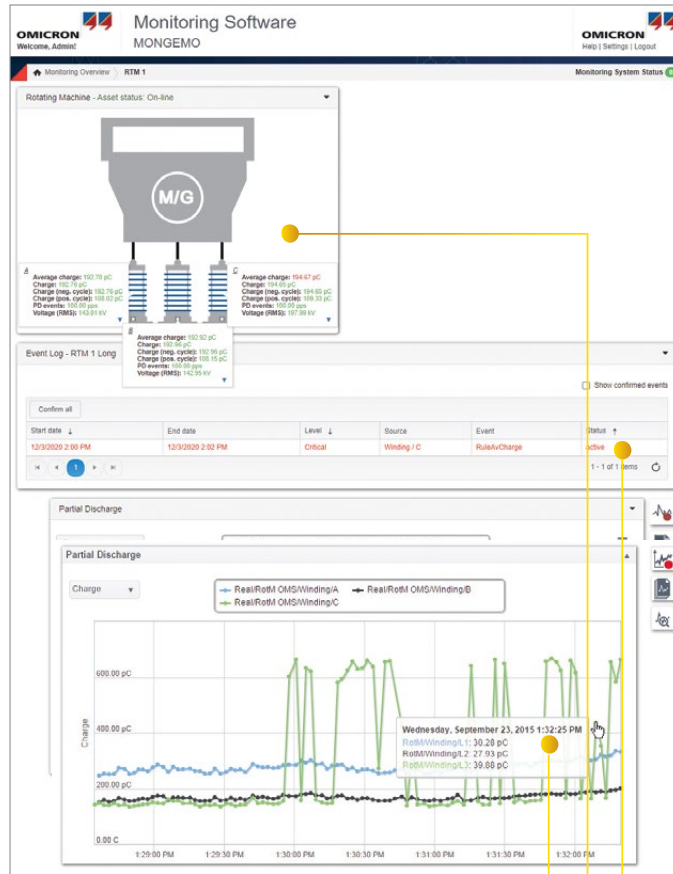 OMICRON
Welcome, Admin!
Monitoring Software
MONGEMO
OMICRON
Help | Settings | Logout
Monitoring Overview
RTM 1
Monitoring System Status
Rotating Machine - Asset status: On-line
M/G
A
Average charge: 192.70 pC
Charge: 192.76 pC
Charge (neg. cycle): 192.76 pC
Charge (pos. cycle): 188.02 pC
PD events: 100.00 pps
Voltage (RMS): 143.01 kV
C
Average charge: 194.67 pC
Charge: 194.65 pC
Charge (neg. cycle): 194.65 pC
Charge (pos. cycle): 189.33 pC
PD events: 100.00 pps
Voltage (RMS): 197.99 kV
B
Average charge: 192.92 pC
Charge: 192.96 pC
Charge (neg. cycle): 192.96 pC
Charge (pos. cycle): 188.15 pC
PD events: 100.00 pps
Voltage (RMS): 142.95 kV
Event Log - RTM 1 Long
Show confirmed events
Confirm all
Start date ↓ End date Level ↓ Source Event Status ↑
12/3/2020 2:00 PM 12/3/2020 2:02 PM Critical Winding / C RuleAvCharge active
1
1 - 1 of 1 items
Partial Discharge
Partial Discharge
Charge
Real/RotM OMS/Winding/A Real/RotM OMS/Winding/B
Real/RotM OMS/Winding/C
600.00 pC
400.00 pC
200.00 pC
0.00 C
Charge
Wednesday, September 23, 2015 1:32:25 PM
RotM/Winding/L1: 30.28 pC
RotM/Winding/L2: 27.93 pC
RotM/Winding/L3: 39.88 pC
1:29:00 PM 1:29:30 PM 1:30:00 PM 1:30:30 PM 1:31:00 PM 1:31:30 PM 1:32:00 PM